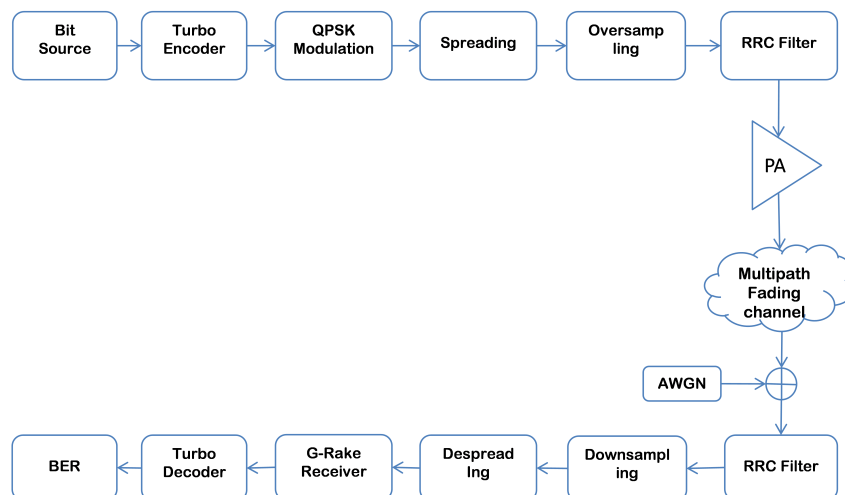 Bit
Source
Turbo
Encoder
QPSK
Modulation
Spreading
Oversamp
ling
RRC Filter
PA
Multipath
Fading
channel
AWGN
BER
Turbo
Decoder
G-Rake
Receiver
Despread
Ing
Downsampl
ing
RRC Filter